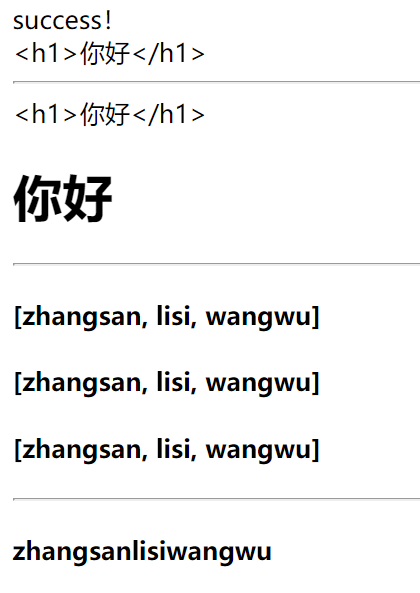 success！
<h1>你好</h1>
<h1>你好</h1>
你好
[zhangsan, lisi, wangwu]
[zhangsan, lisi, wangwu]
[zhangsan, lisi, wangwu]
zhangsanlisiwangwu